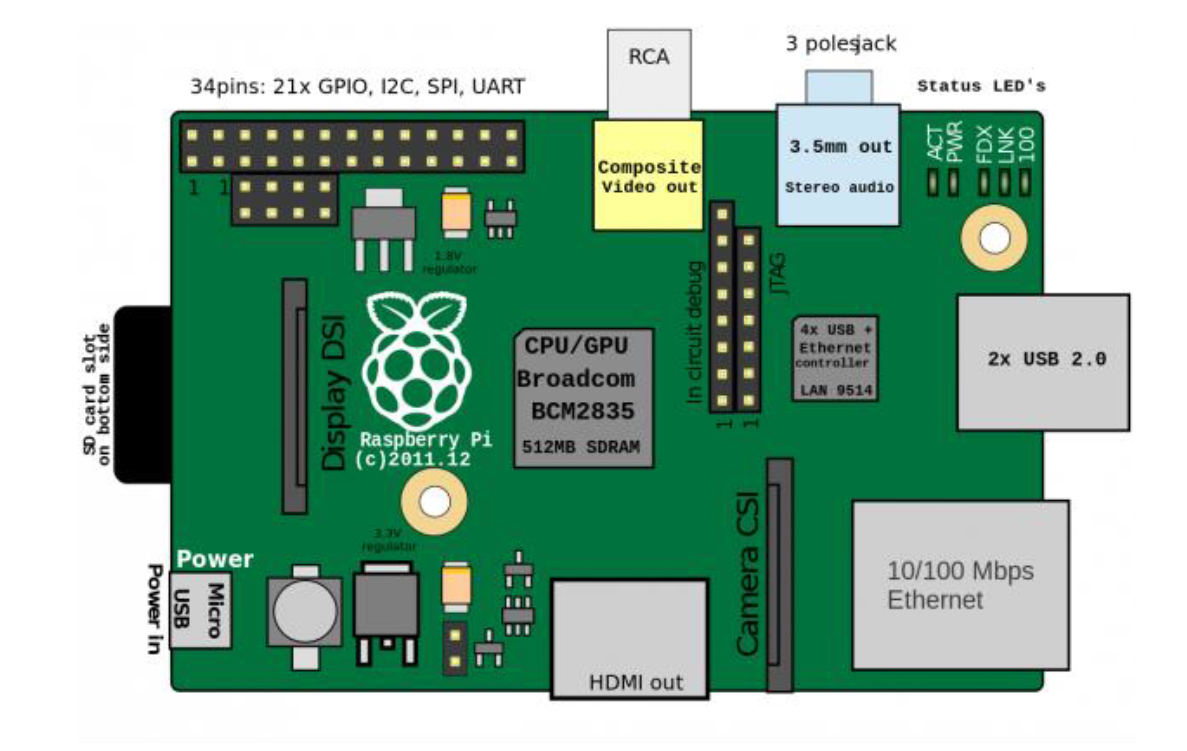 RCA
3 polesjack
34pins: 21x GPIO, I2C, SPI, UART
Status LED's
ACT
PWR
FDX
LNK
100
Composite
Video out
3.5mm out
Stereo audio
1
1
1.8V
regulator
In circuit debug
JTAG
1
1
4x USB +
Ethernet
controller
LAN 9514
2x USB 2.0
SD card slot
on bottom side
Display DSI
Raspberry Pi
(c)2011.12
CPU/GPU
Broadcom
BCM2835
512MB SDRAM
3.3V
regulator
Power
Micro
USB
Power in
HDMI out
Camera CSI
10/100 Mbps
Ethernet